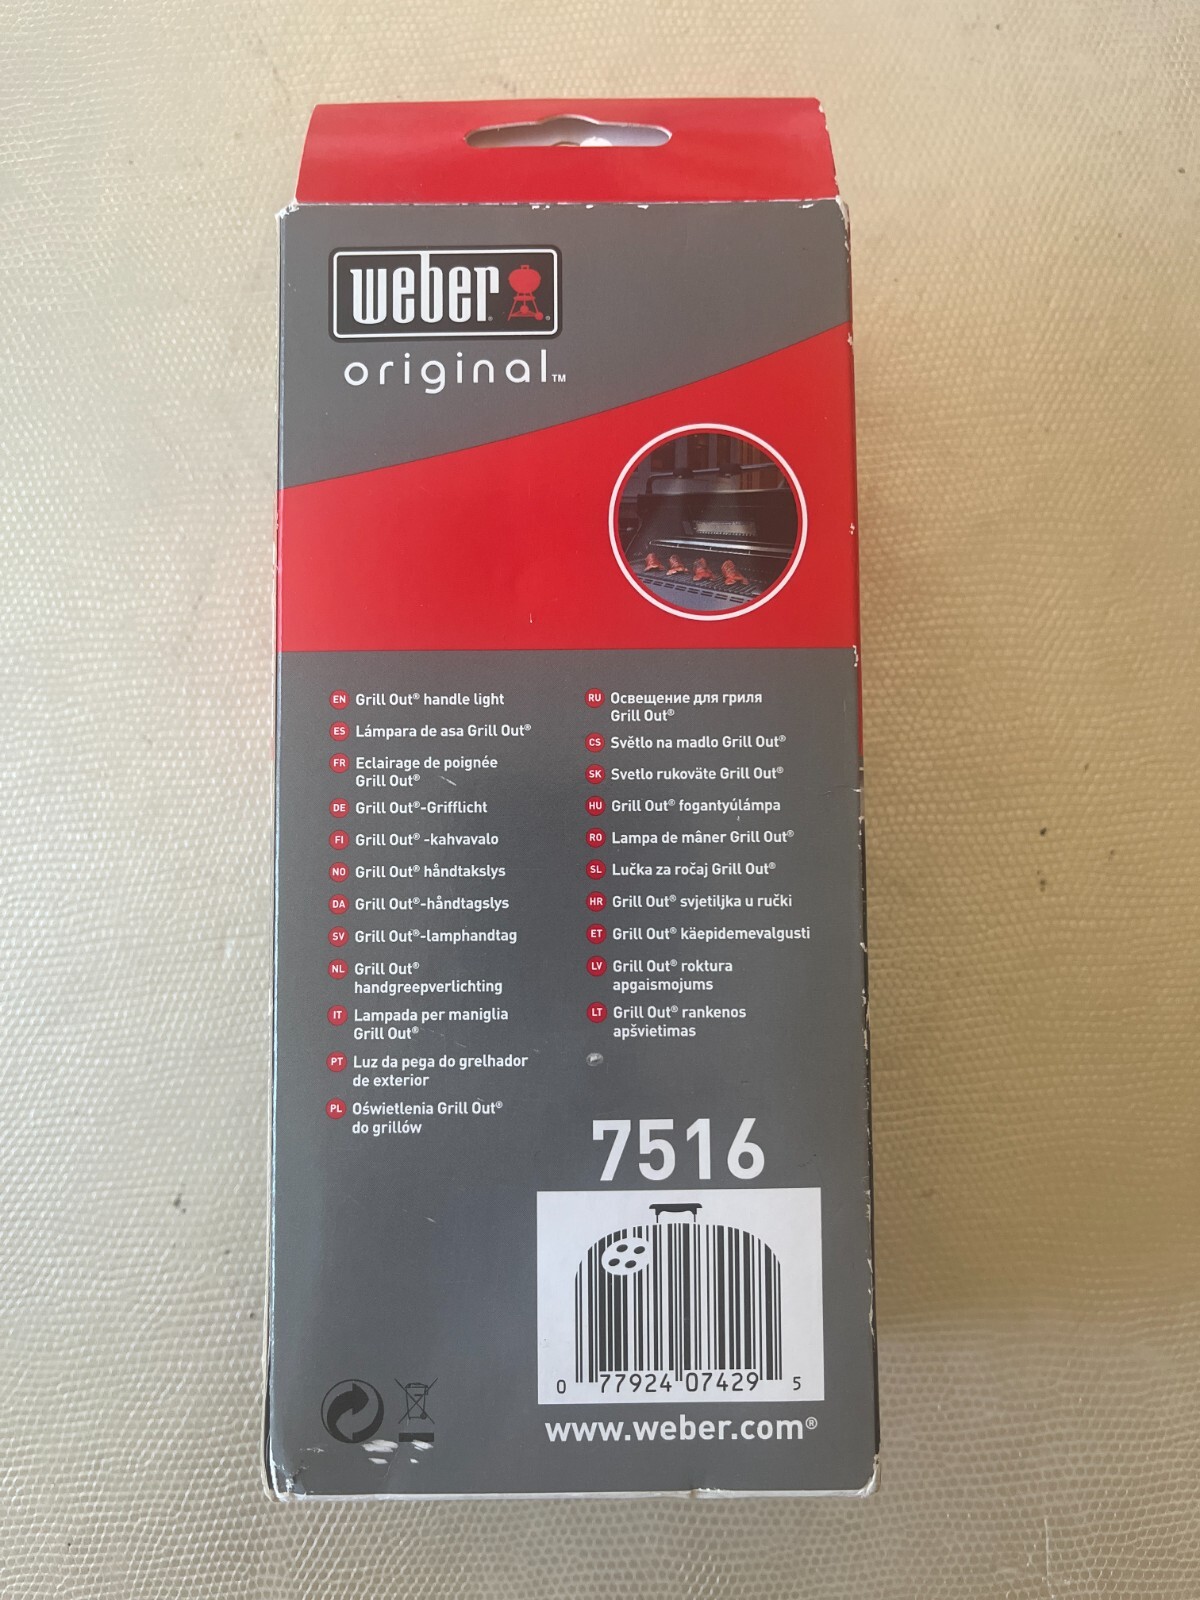 weber®
original™
EN Grill Out® handle light
ES Lámpara de asa Grill Out®
FR Eclairage de poignée
Grill Out®
DE Grill Out®-Grifflicht
FI Grill Out® -kahvavalo
NO Grill Out® håndtakslys
DA Grill Out®-håndtagslys
SV Grill Out®-lamphandtag
NL Grill Out®
handgreepverlichting
IT Lampada per maniglia
Grill Out®
PT Luz da pega do grelhador
de exterior
PL Oświetlenia Grill Out®
do grillów
RU Освещение для гриля
Grill Out®
CS Světlo na madlo Grill Out®
SK Svetlo rukoväte Grill Out®
HU Grill Out® fogantyúlámpa
RO Lampa de mâner Grill Out®
SL Lučka za ročaj Grill Out®
HR Grill Out® svjetiljka u ručki
ET Grill Out® käepidemevalgusti
LV Grill Out® roktura
apgaismojums
LT Grill Out® rankenos
apšvietimas
7516
0 77924 07429 5
www.weber.com®